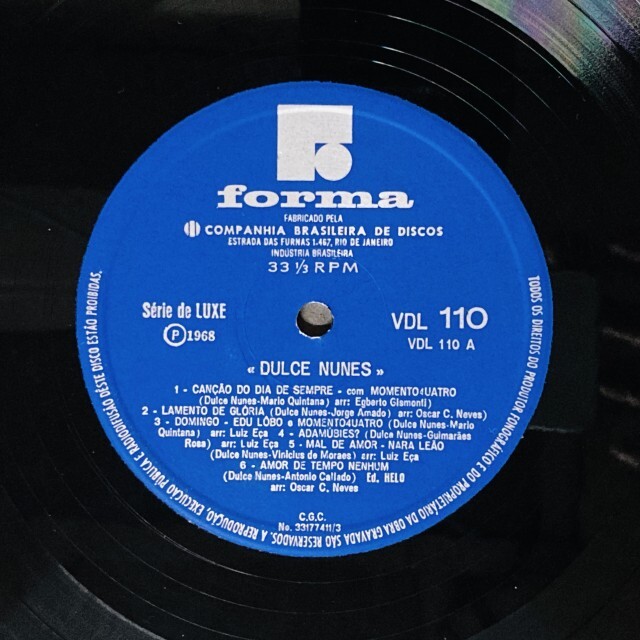 forma
FABRICADO PELA
COMPANHIA BRASILEIRA DE DISCOS
ESTRADA DAS FURNAS 1.467, RIO DE JANEIRO
INDUSTRIA BRASILEIRA
33 1/3 RPM
Série de LUXE
VDL 110
Ⓟ 1968
VDL 110 A
« DULCE NUNES »
1 - CANÇÃO DO DIA DE SEMPRE - com MOMENTO4UATRO
(Dulce Nunes-Mario Quintana) arr: Egberto Gismonti)
2 - LAMENTO DE GLÓRIA (Dulce Nunes-Jorge Amado) arr: Oscar C. Neves)
3 - DOMINGO - EDU LÔBO e MOMENTO4UATRO (Dulce Nunes-Mario
Quintana) arr: Luiz Eça 4 - ADAMUBIES? (Dulce Nunes-Guimarães
Rosa) arr: Luiz Eça 5 - MAL DE AMOR - NARA LEÃO
(Dulce Nunes-Vinicius de Moraes) arr: Luiz Eça
6 - AMOR DE TEMPO NENHUM
(Dulce Nunes-Antonio Callado) Ed. HELO
arr: Oscar C. Neves
C.G.C.
No. 33177411/3
TODOS OS DIREITOS DO PRODUTOR FONOGRÁFICO E DO PROPRIETÁRIO DA OBRA GRAVADA SÃO RESERVADOS. A REPRODUÇÃO, EXECUÇÃO PÚBLICA E RADIODIFUSÃO DESTE DISCO ESTÃO PROIBIDAS.